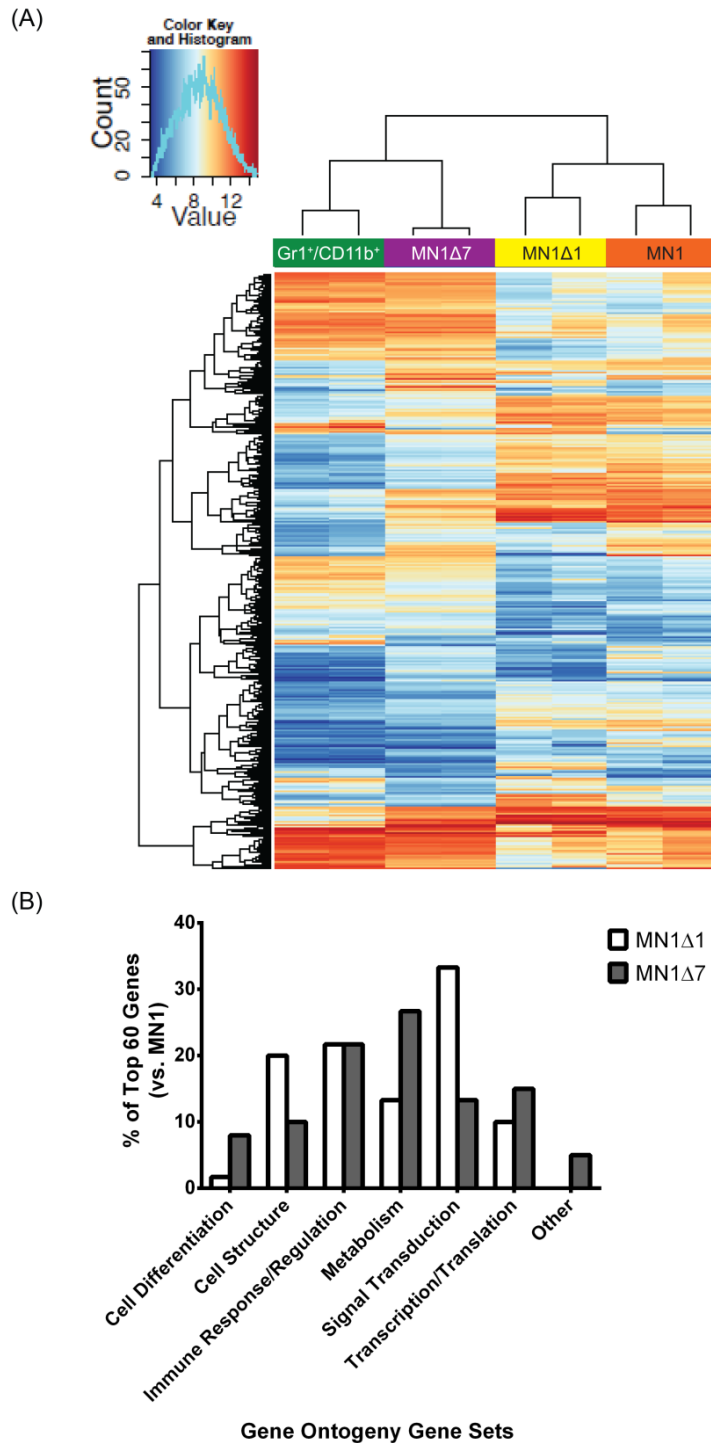 (A)
Color Key
and Histogram
Count
0 20 50
4 8 12
Value
Gr1⁺/CD11b⁺ MN1Δ7 MN1Δ1 MN1
(B)
% of Top 60 Genes
(vs. MN1)
40
30
20
10
0
MN1Δ1
MN1Δ7
Cell Differentiation
Cell Structure
Immune Response/Regulation
Metabolism
Signal Transduction
Transcription/Translation
Other
Gene Ontogeny Gene Sets